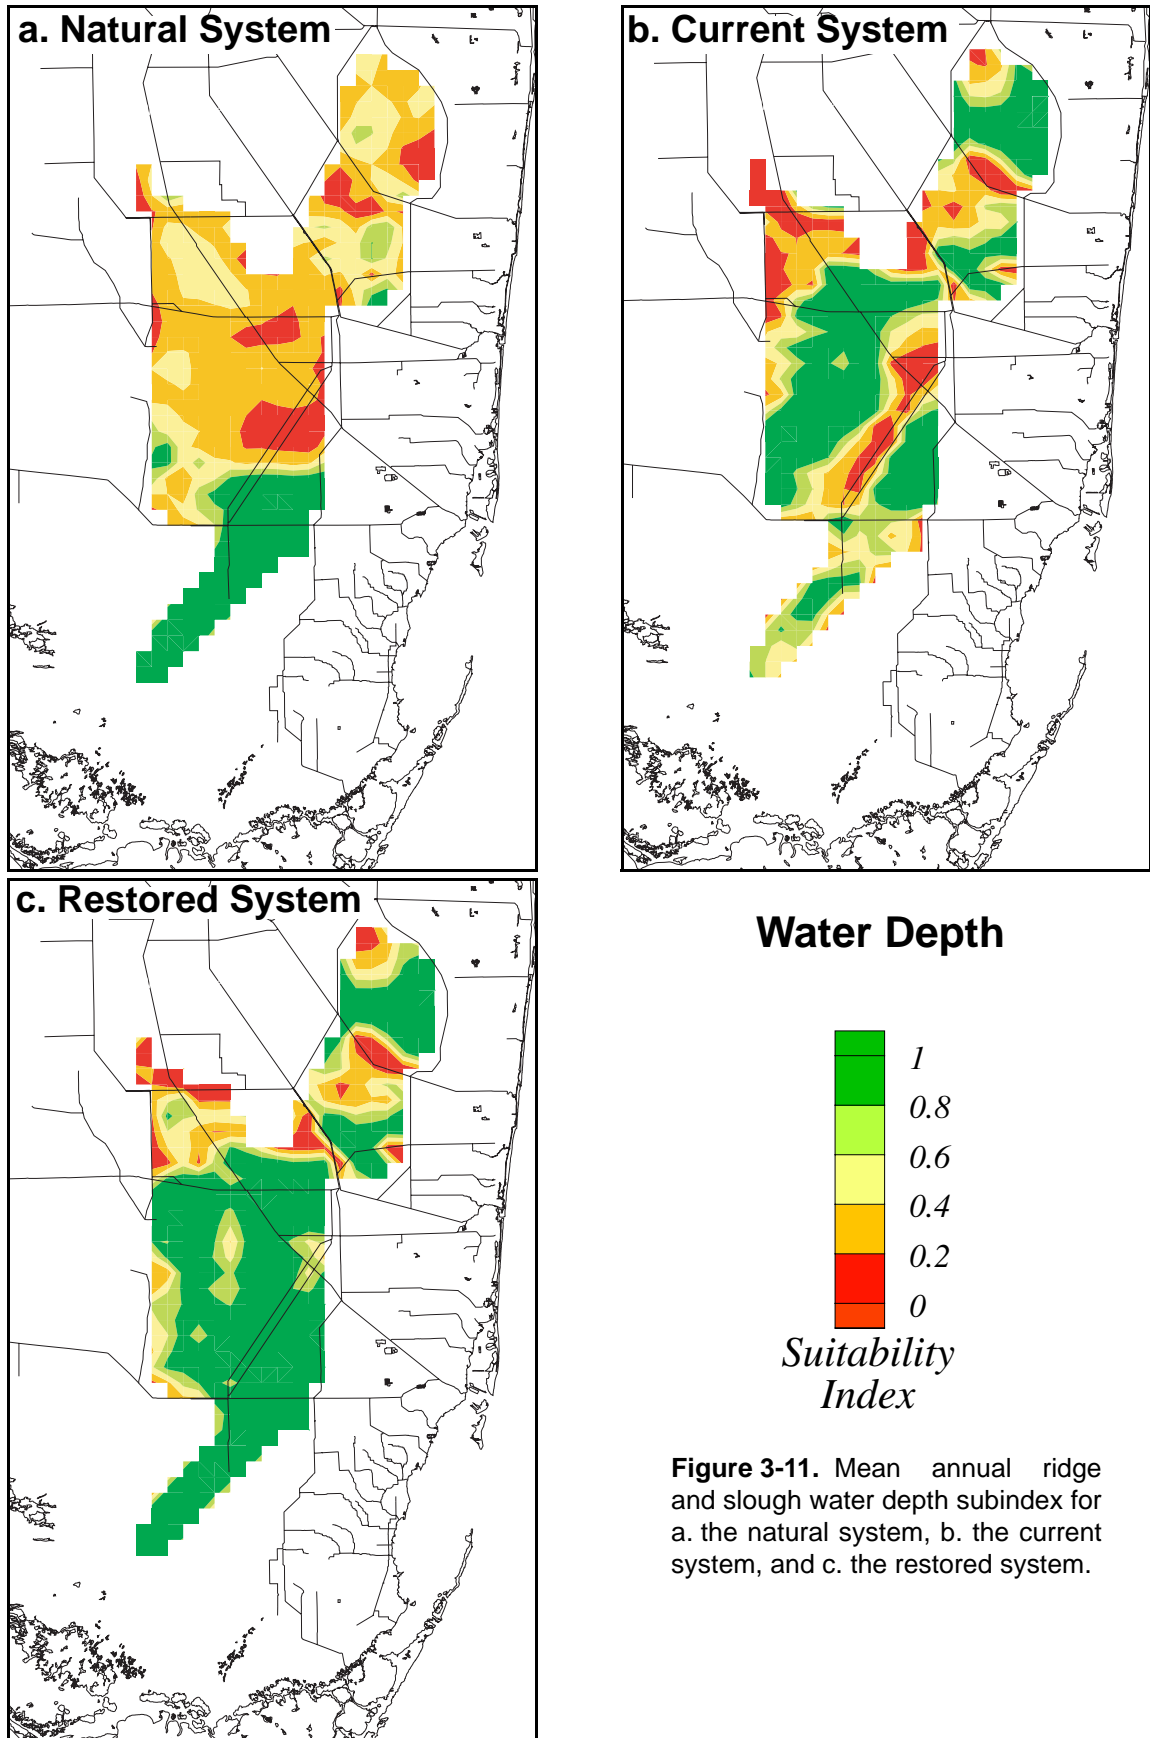 a. Natural System
b. Current System
c. Restored System
Water Depth
1
0.8
0.6
0.4
0.2
0
Suitability
Index
Figure 3-11. Mean annual ridge
and slough water depth subindex for
a. the natural system, b. the current
system, and c. the restored system.